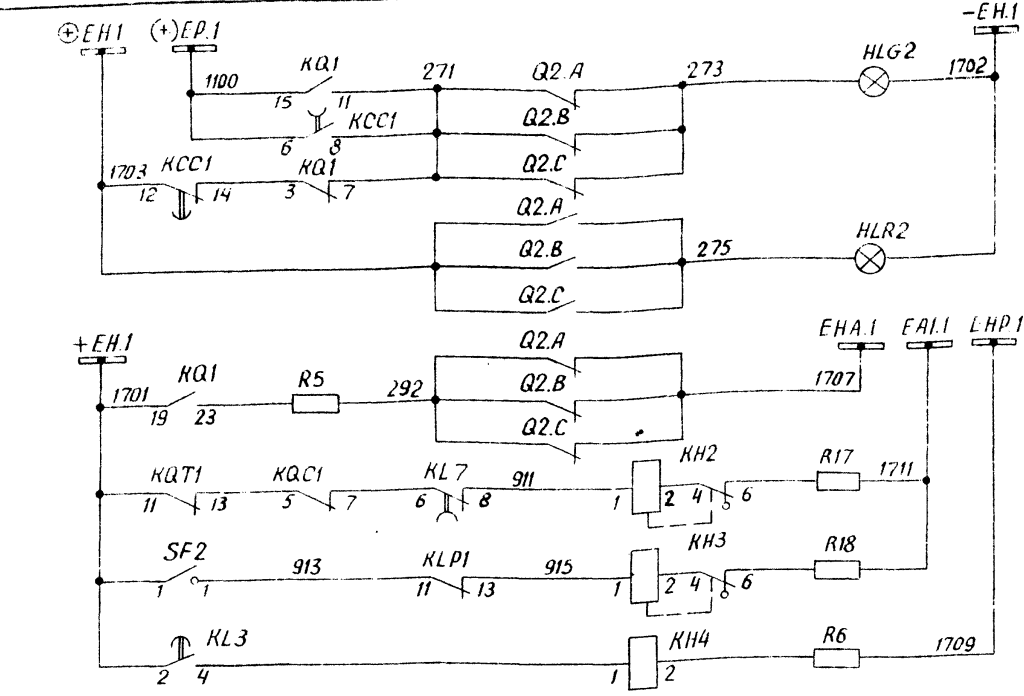 ⊕ EH.1 (+) EP.1 -EH.1
1100 KQ1 271 Q2.A 273 HLG2 1702
15 11
KCC1 Q2.B
6 8
1703 KCC1 KQ1 Q2.C
12 14 3 7
Q2.A
Q2.B 275 HLR2
Q2.C
+EH.1 Q2.A EHA.1 EA1.1
1701 KQ1 R5 292 Q2.B 1707
19 23
Q2.C
KQT1 KQC1 KL7 911 KH2 R17 1711
11 13 5 7 6 8 1 2 4 6
SF2 913 KLP1 915 KH3 R18
1 1 11 13 1 2 4 6
KL3 KH4 R6 1709
2 4 1 2